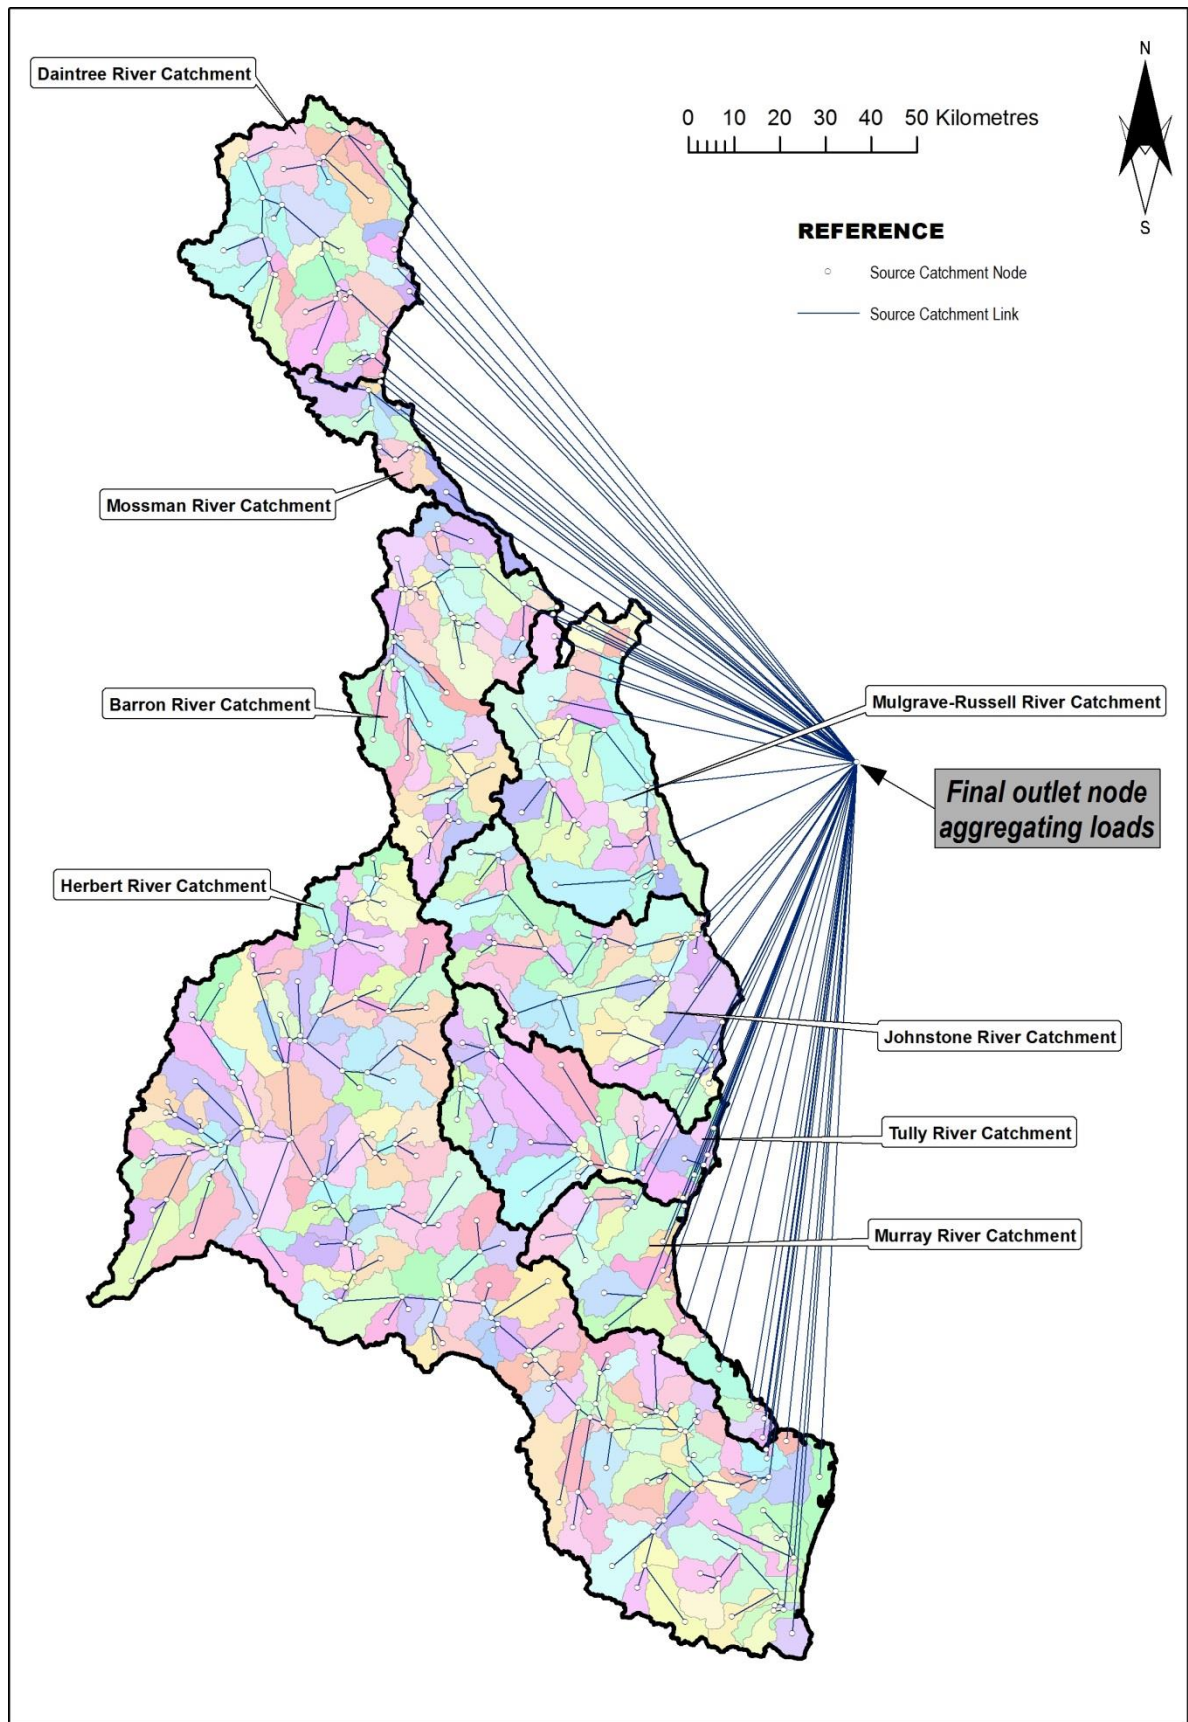 N
Daintree River Catchment
0 10 20 30 40 50 Kilometres
S
REFERENCE
Source Catchment Node
Source Catchment Link
Mossman River Catchment
Barron River Catchment
Mulgrave-Russell River Catchment
Final outlet node
aggregating loads
Herbert River Catchment
Johnstone River Catchment
Tully River Catchment
Murray River Catchment